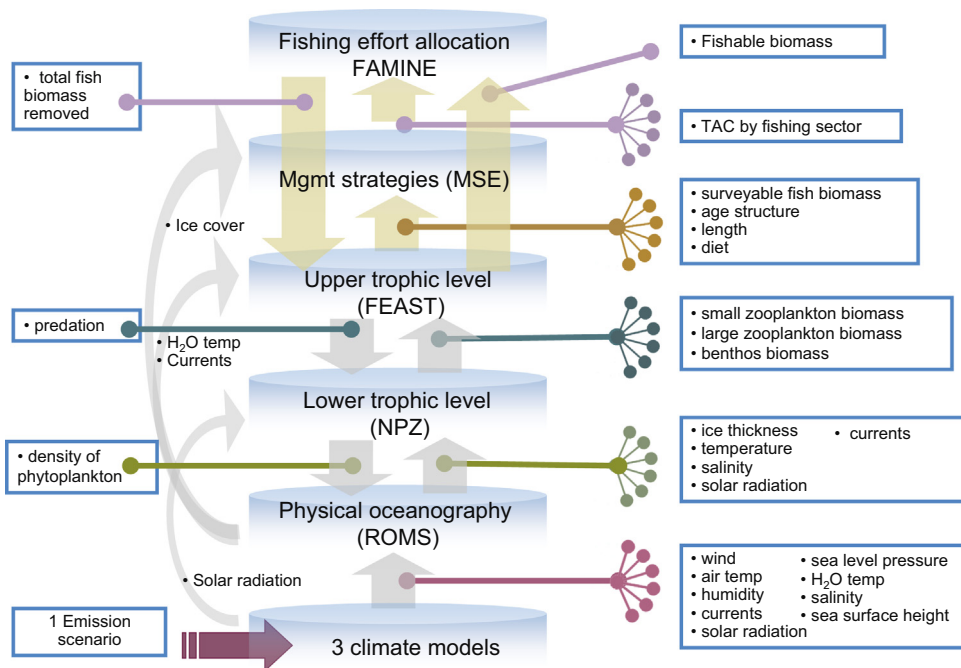 Fishing effort allocation
FAMINE
• Fishable biomass
• total fish
biomass
removed
• TAC by fishing sector
Mgmt strategies (MSE)
• surveyable fish biomass
• age structure
• length
• diet
• Ice cover
Upper trophic level
(FEAST)
• predation
• H₂O temp
• Currents
• small zooplankton biomass
• large zooplankton biomass
• benthos biomass
Lower trophic level
(NPZ)
• ice thickness
• temperature
• salinity
• solar radiation
• currents
• density of
phytoplankton
Physical oceanography
(ROMS)
• Solar radiation
• wind
• air temp
• humidity
• currents
• solar radiation
• sea level pressure
• H₂O temp
• salinity
• sea surface height
1 Emission
scenario
3 climate models